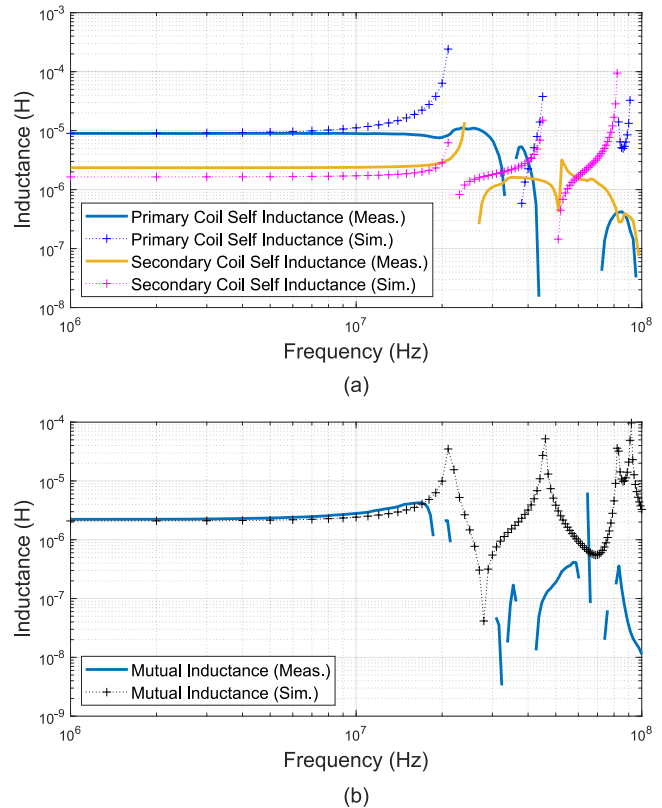 10^-3
10^-4
10^-5
10^-6
10^-7
10^-8
Inductance (H)
Primary Coil Self Inductance (Meas.)
Primary Coil Self Inductance (Sim.)
Secondary Coil Self Inductance (Meas.)
Secondary Coil Self Inductance (Sim.)
10^6
10^7
10^8
Frequency (Hz)
(a)
10^-4
10^-5
10^-6
10^-7
10^-8
10^-9
Inductance (H)
Mutual Inductance (Meas.)
Mutual Inductance (Sim.)
10^6
10^7
10^8
Frequency (Hz)
(b)